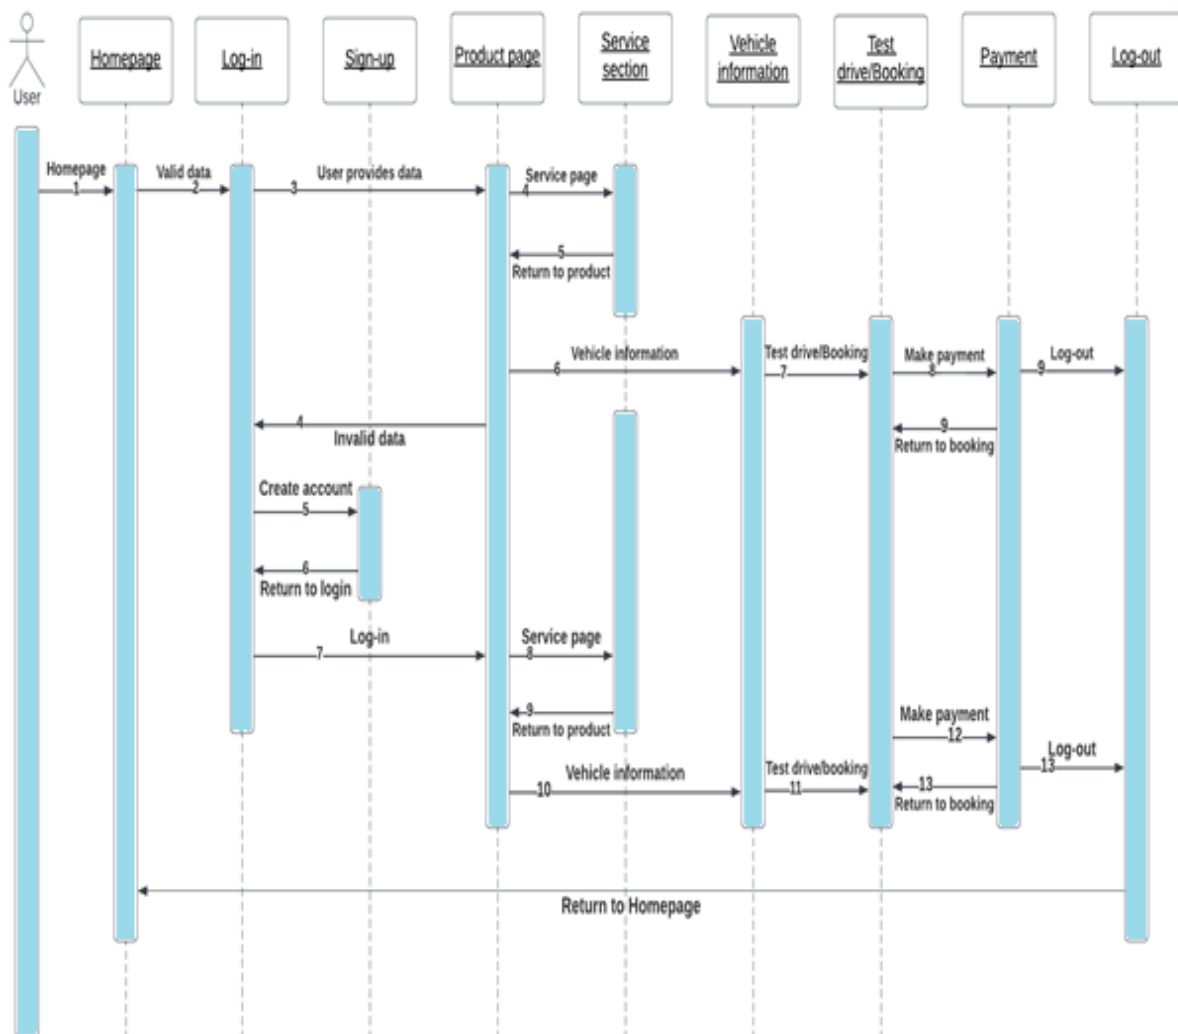 User
Homepage
Log-in
Sign-up
Product page
Service
section
Vehicle
information
Test
drive/Booking
Payment
Log-out
Homepage
1
Valid data
2
User provides data
3
Service page
4
5
Return to product
Vehicle information
6
Test drive/Booking
7
Make payment
8
Log-out
9
4
Invalid data
9
Return to booking
Create account
5
6
Return to login
Log-in
7
Service page
8
9
Return to product
Make payment
12
Log-out
13
Vehicle information
10
Test drive/booking
11
13
Return to booking
Return to Homepage